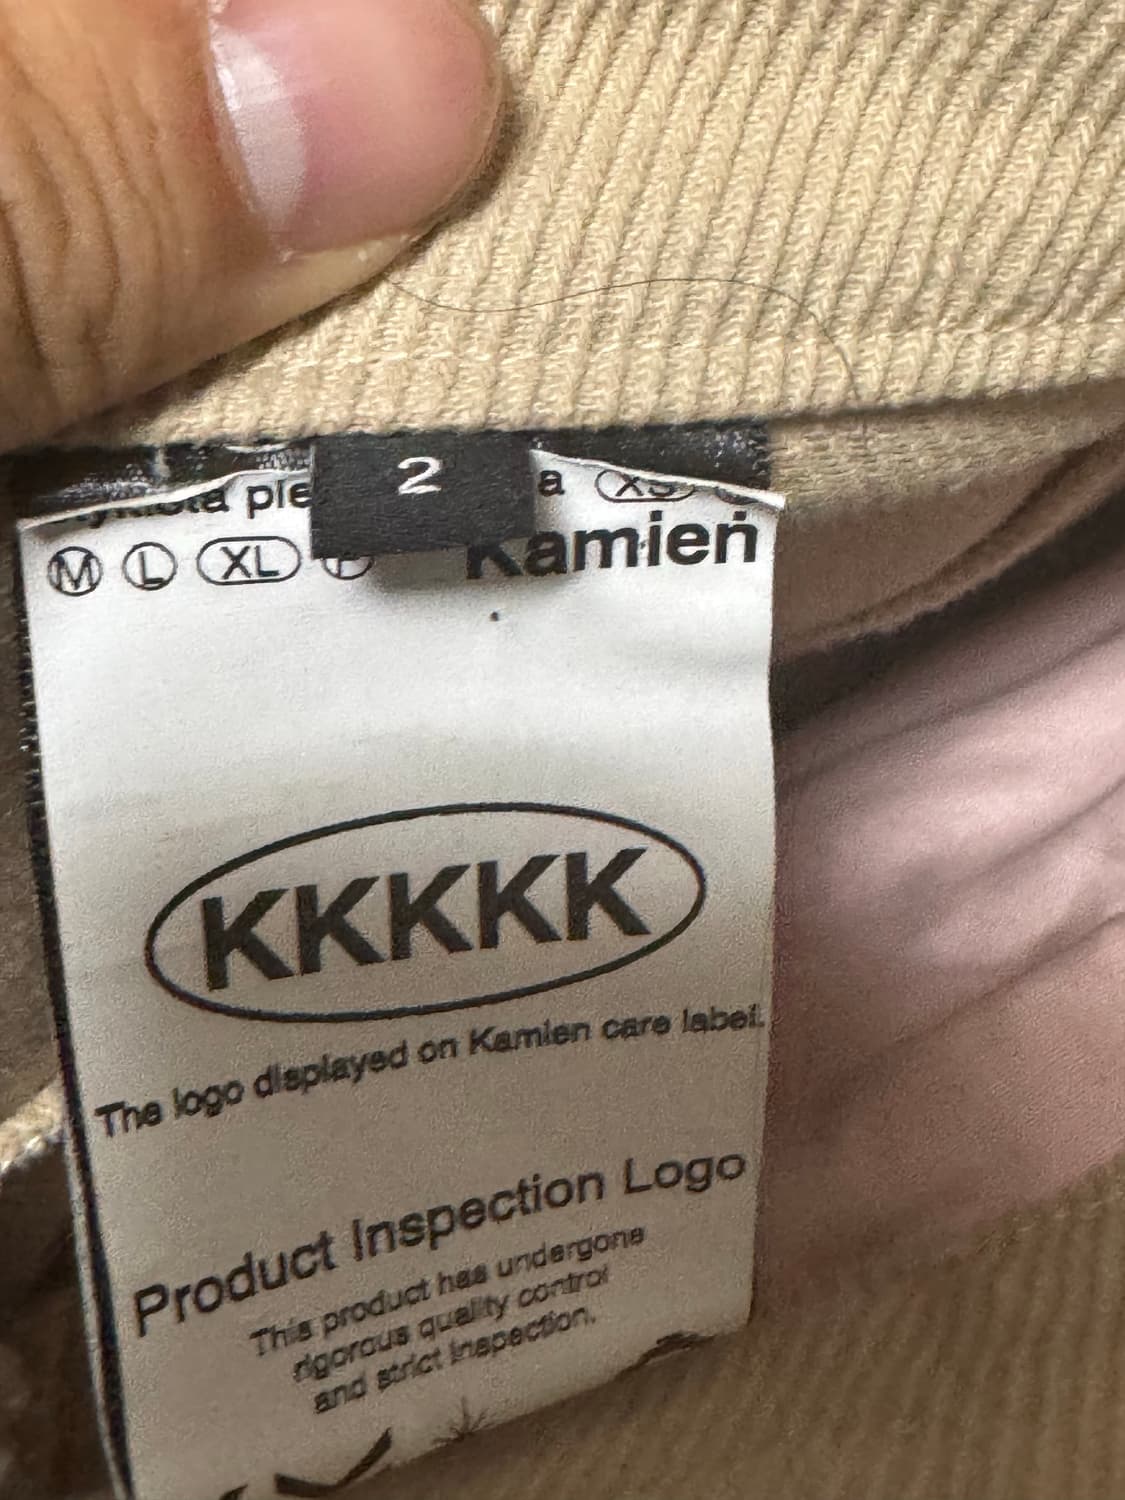 2
M L XL
Kamień
KKKKK
The logo displayed on Kamien care label.
Product Inspection Logo
This product has undergone
rigorous quality control
and strict inspection.